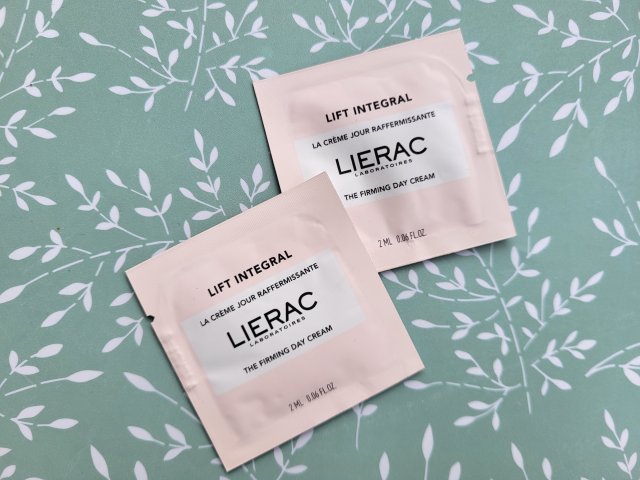 LIFT INTEGRAL
LA CRÈME JOUR RAFFERMISSANTE
LIERAC
LABORATOIRES
THE FIRMING DAY CREAM
2 ML 0.06 FL.OZ.
LIFT INTEGRAL
LA CRÈME JOUR RAFFERMISSANTE
LIERAC
LABORATOIRES
THE FIRMING DAY CREAM
2 ML 0.06 FL.OZ.